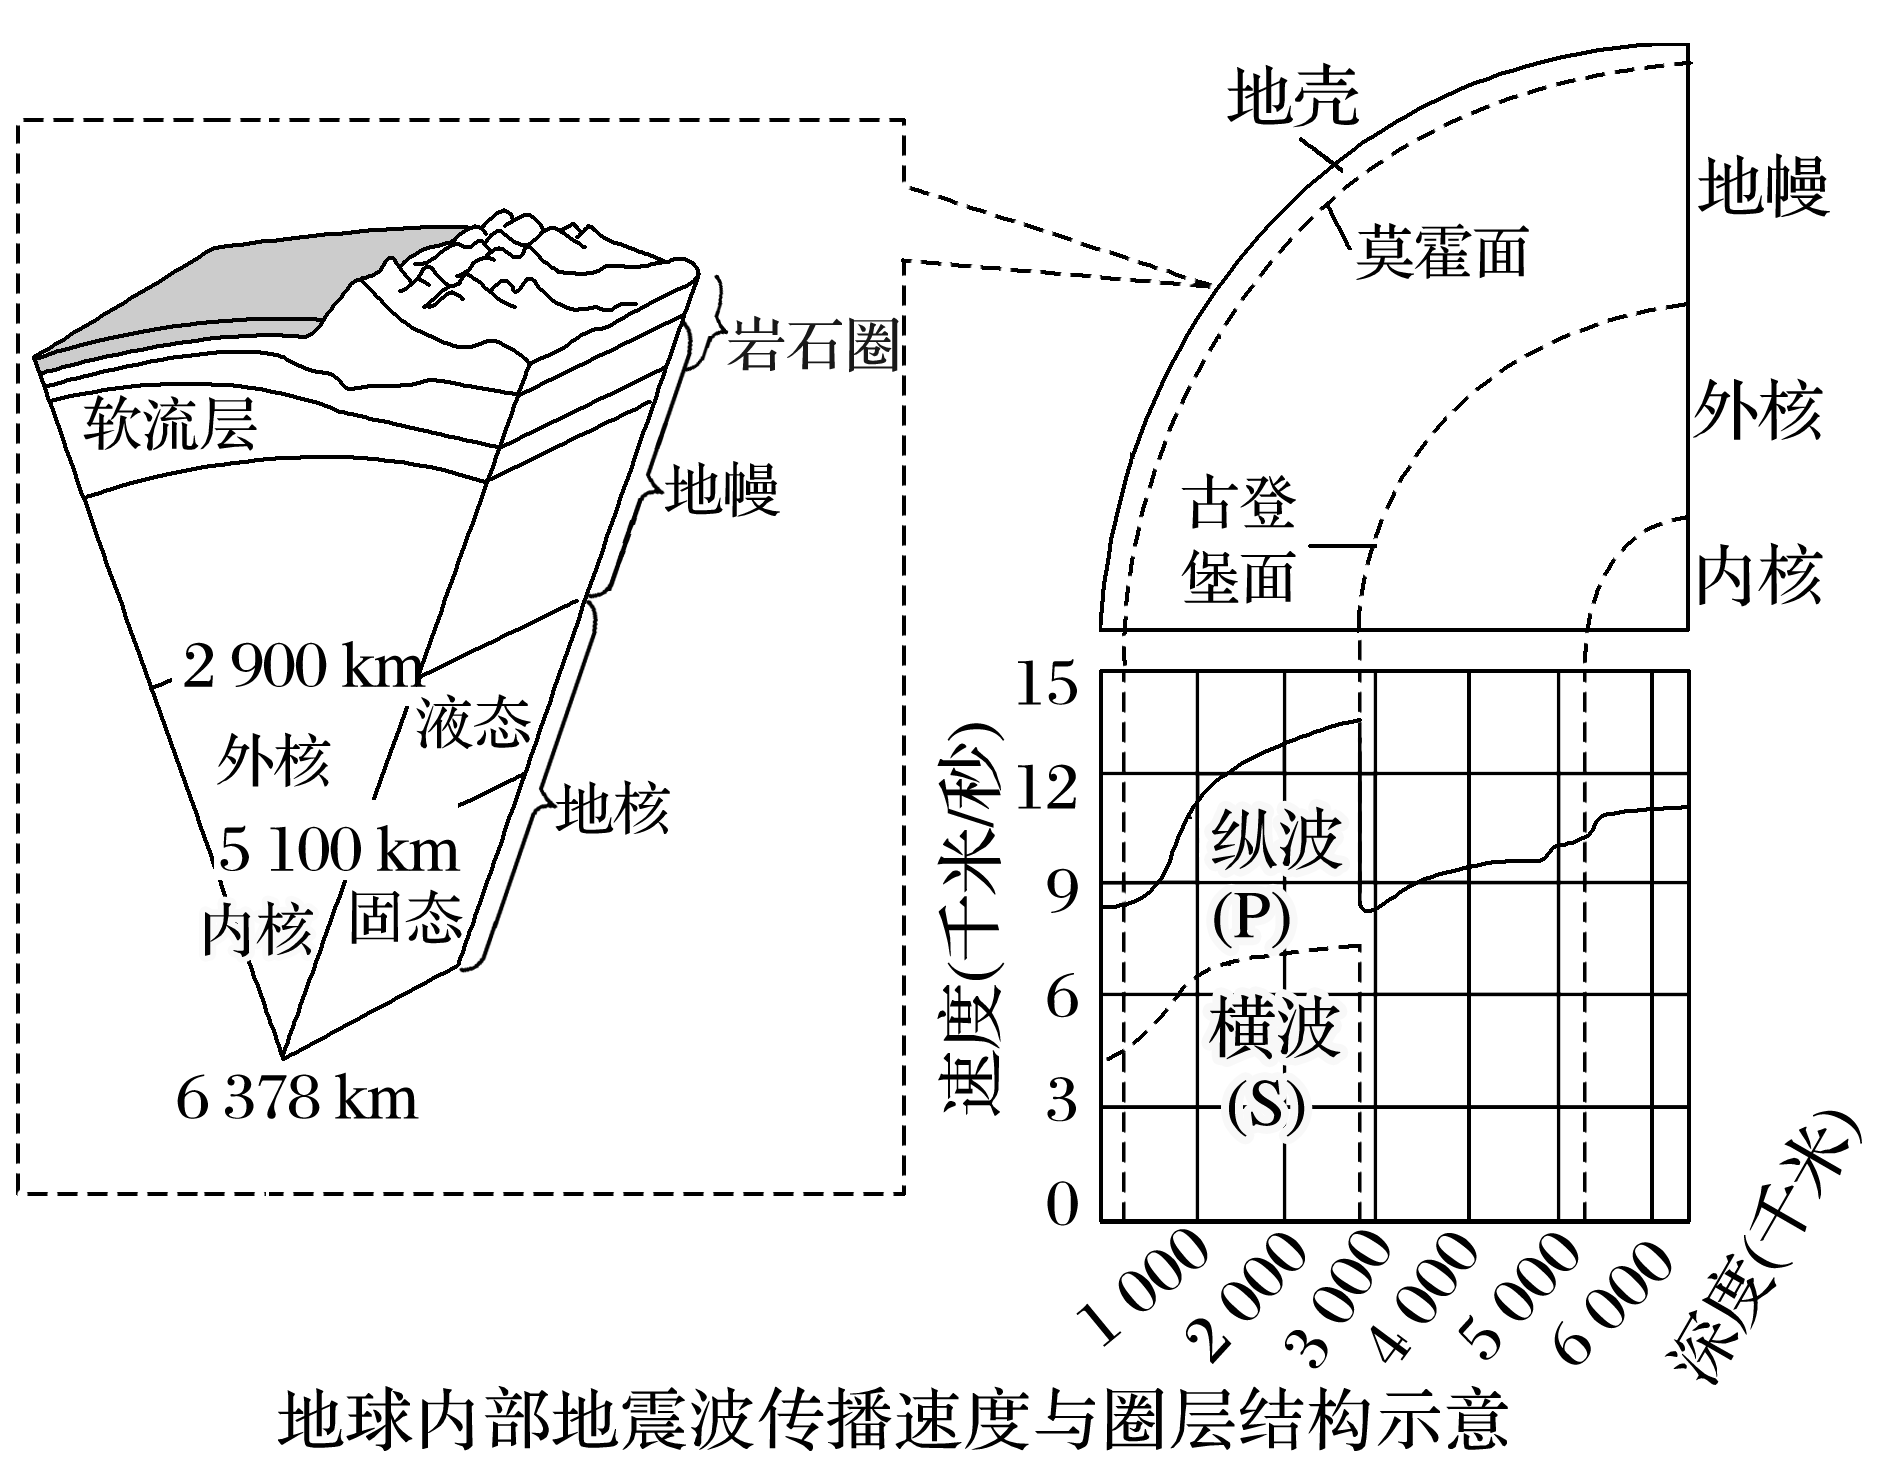 地壳
地幔
莫霍面
岩石圈
软流层
外核
地幔
古登
堡面
内核
2 900 km
液态
外核
地核
5 100 km
固态
内核
6 378 km
速度(千米/秒)
15
12
9
6
3
0
纵波
(P)
横波
(S)
1 000
2 000
3 000
4 000
5 000
6 000
深度(千米)
地球内部地震波传播速度与圈层结构示意